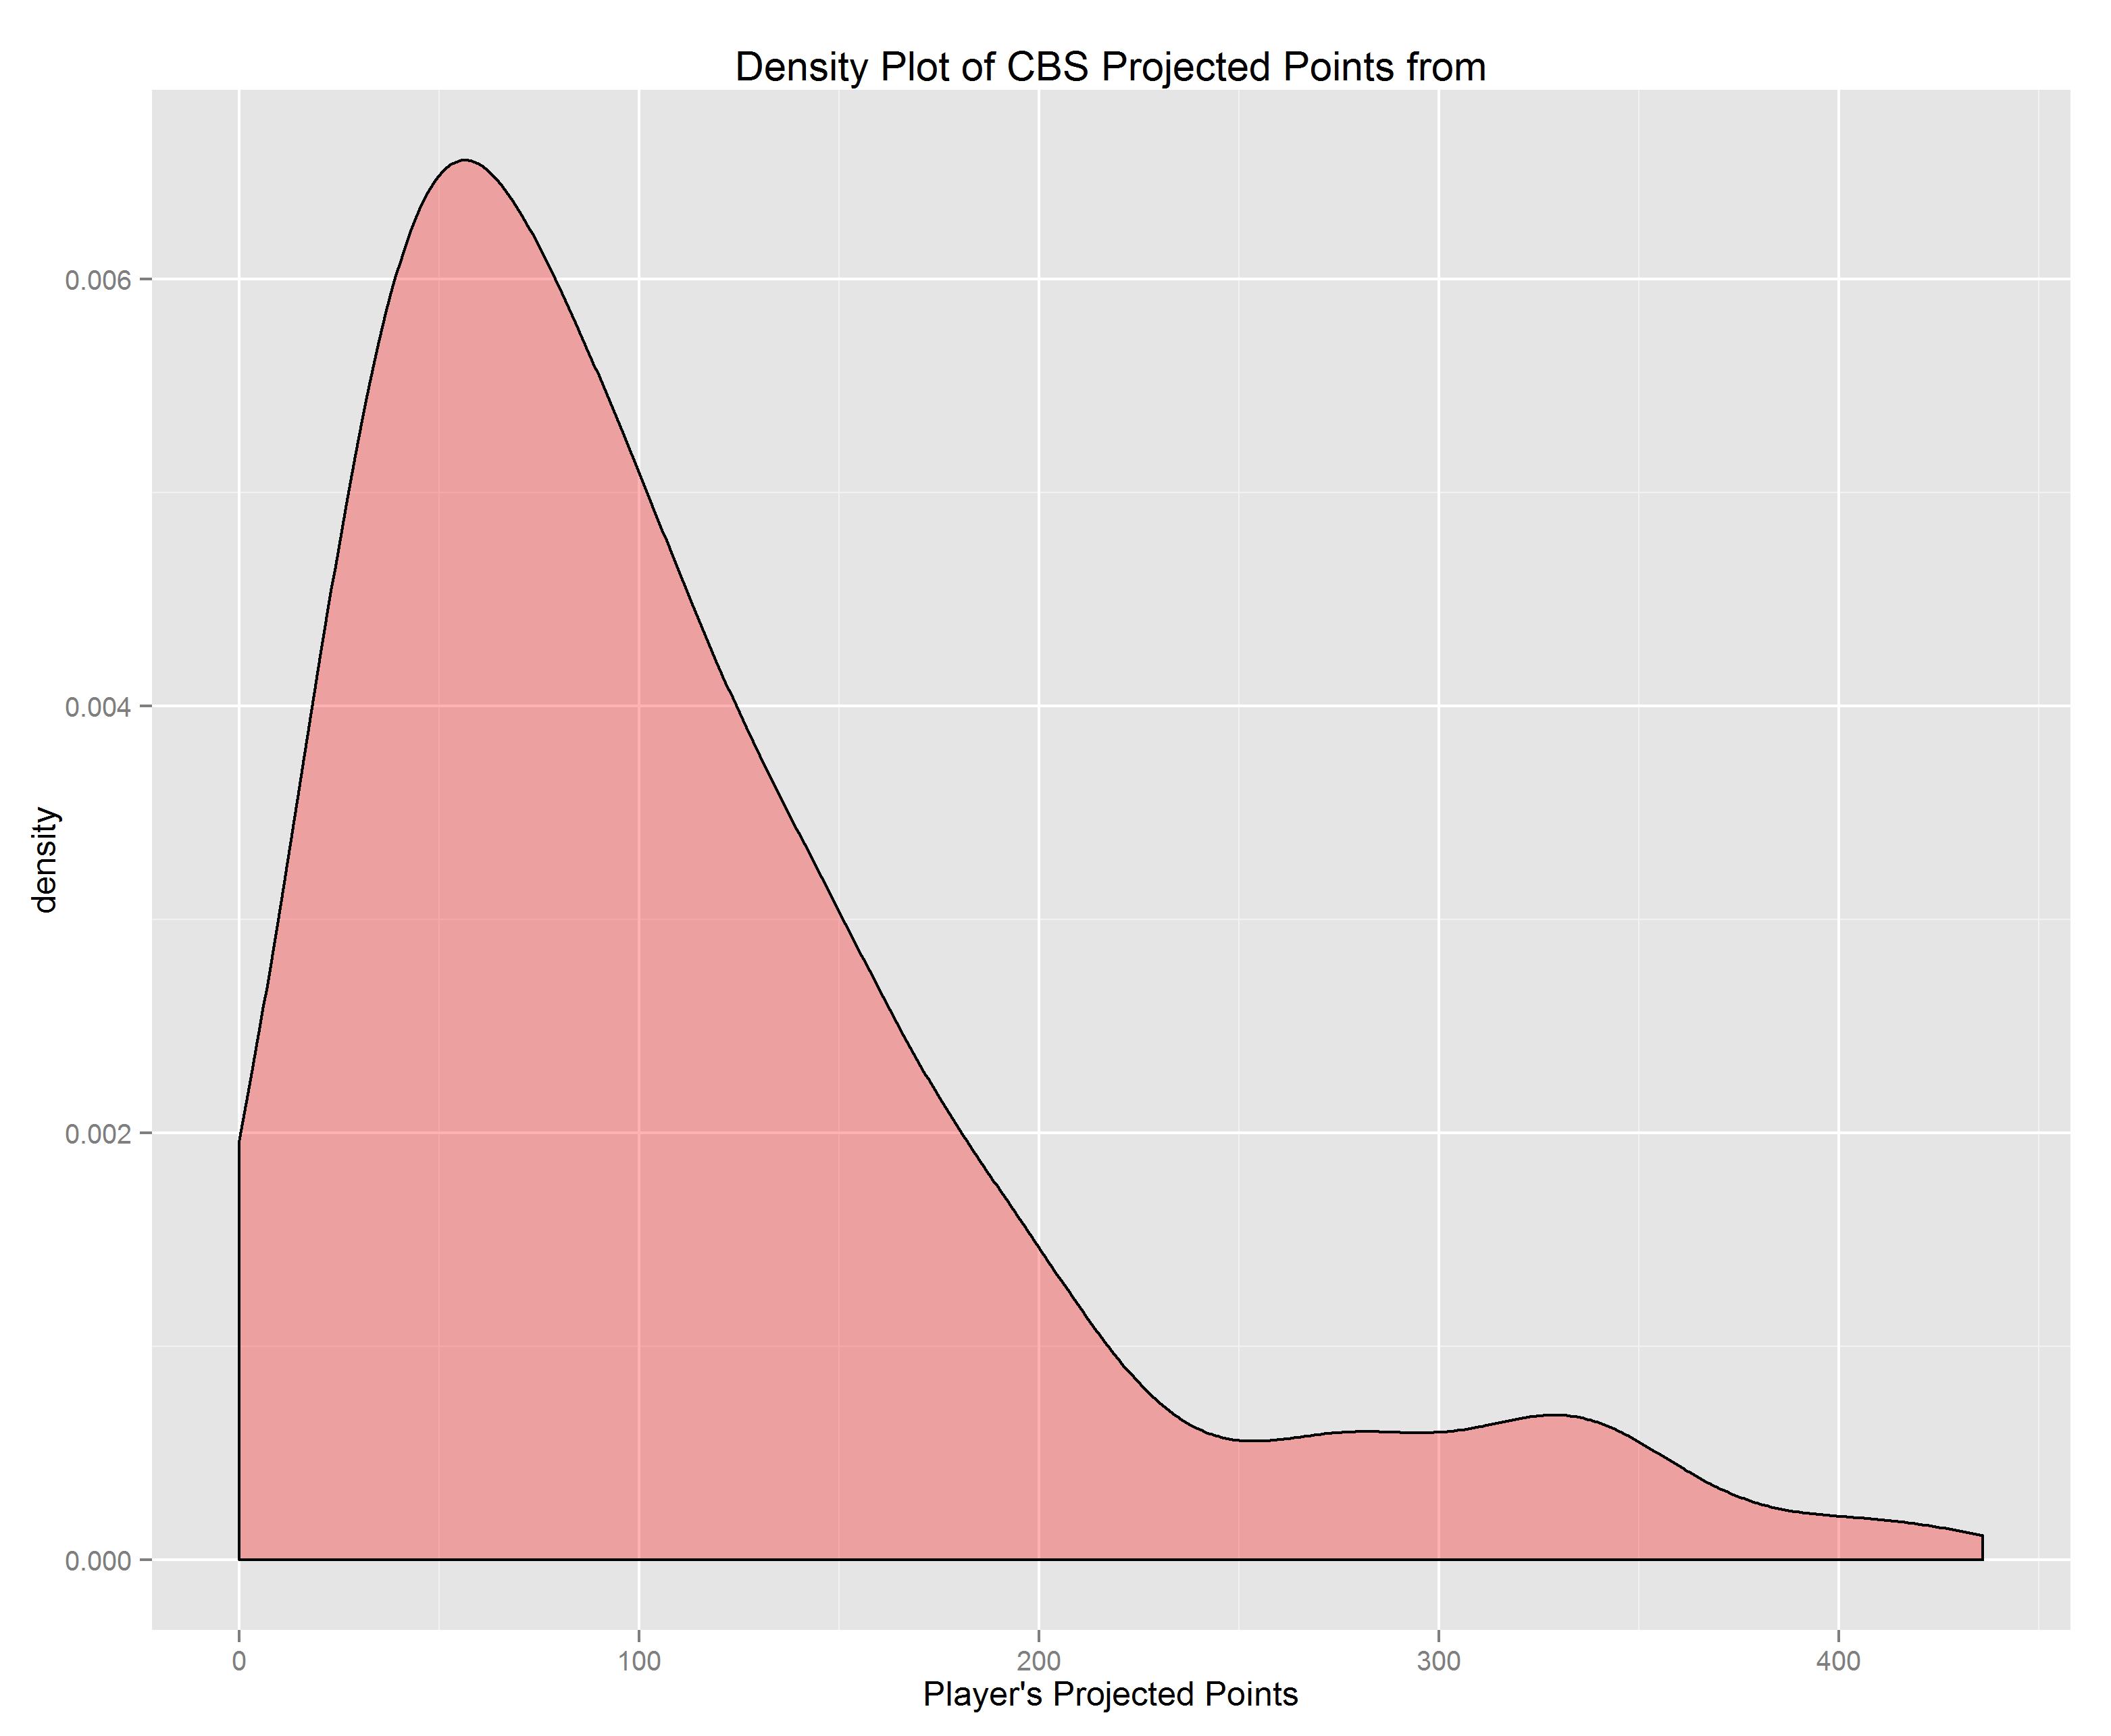 Density Plot of CBS Projected Points from
0.006
0.004
0.002
0.000
density
0 100 200 300 400
Player's Projected Points